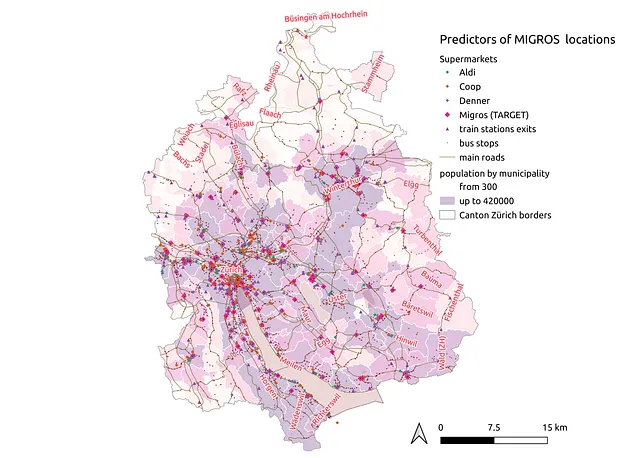 Büsingen am Hochrhein
Predictors of MIGROS locations
Supermarkets
Aldi
Coop
Denner
Migros (TARGET)
train stations exits
bus stops
main roads
population by municipality
from 300
up to 420000
Canton Zürich borders
Rheinau
Stammheim
Rafz
Flaach
Eglisau
Weiach
Stadel
Bachs
Bülach
Winterthur
Elgg
Turbenthal
Zürich
Uster
Bauma
Fischenthal
Bäretswil
Maur
Egg
Hinwil
Wald (ZH)
Meilen
Horgen
Wädenswil
Richterswil
0 7.5 15 km